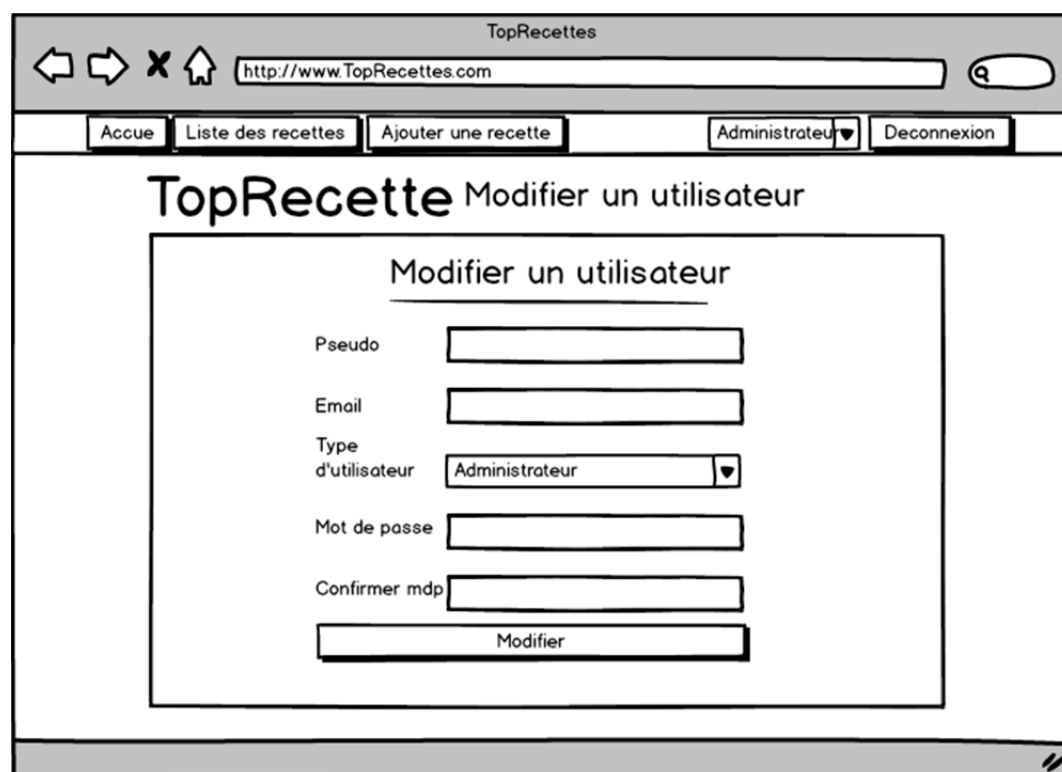 TopRecettes
http://www.TopRecettes.com
Accue Liste des recettes Ajouter une recette Administrateur Deconnexion
TopRecette Modifier un utilisateur
Modifier un utilisateur
Pseudo
Email
Type
d'utilisateur Administrateur
Mot de passe
Confirmer mdp
Modifier